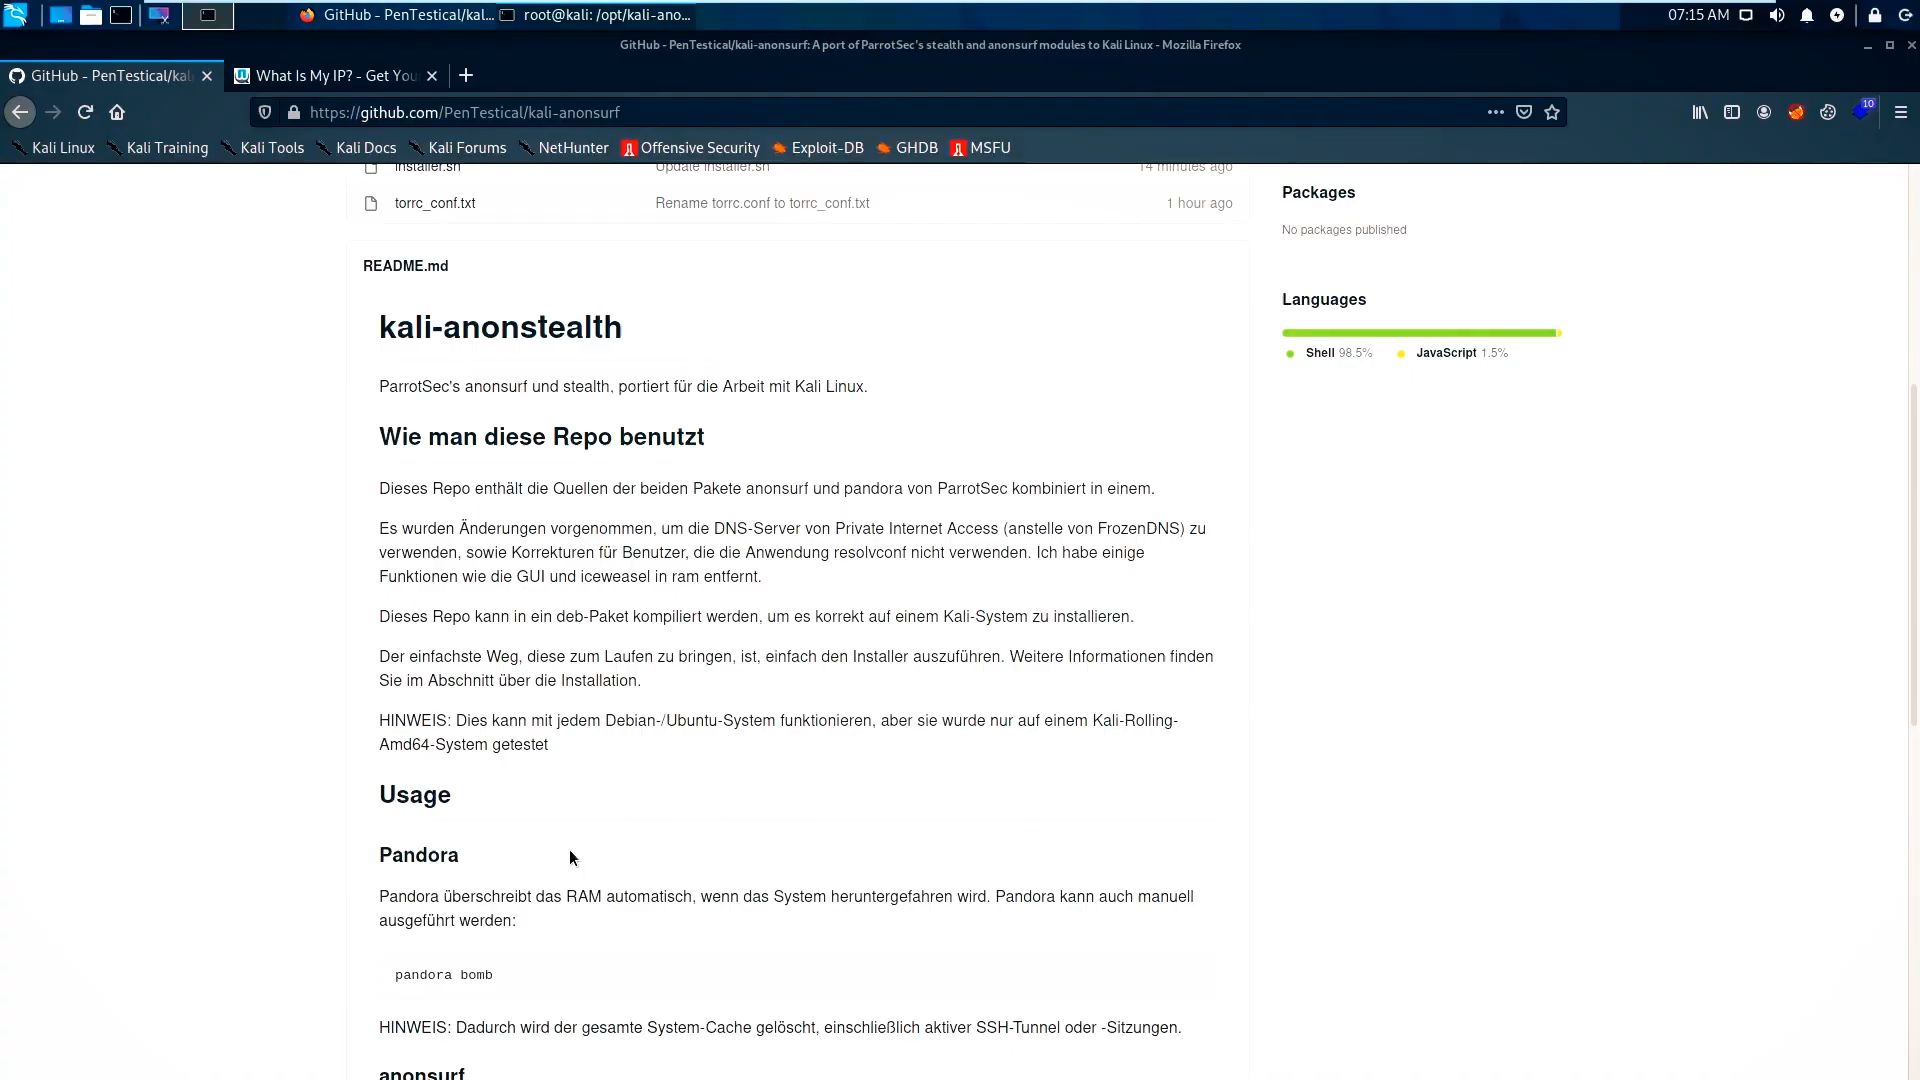 GitHub - PenTestical/kal...
root@kali: /opt/kali-ano...
07:15 AM
GitHub - PenTestical/kali-anonsurf: A port of ParrotSec's stealth and anonsurf modules to Kali Linux - Mozilla Firefox
GitHub - PenTestical/kali
What Is My IP? - Get You
https://github.com/PenTestical/kali-anonsurf
10
Kali Linux
Kali Training
Kali Tools
Kali Docs
Kali Forums
NetHunter
Offensive Security
Exploit-DB
GHDB
MSFU
installer.sh
Update installer.sh
14 minutes ago
torrc_conf.txt
Rename torrc.conf to torrc_conf.txt
1 hour ago
Packages
No packages published
Languages
Shell 98.5%
JavaScript 1.5%
README.md
kali-anonstealth
ParrotSec's anonsurf und stealth, portiert für die Arbeit mit Kali Linux.
Wie man diese Repo benutzt
Dieses Repo enthält die Quellen der beiden Pakete anonsurf und pandora von ParrotSec kombiniert in einem.
Es wurden Änderungen vorgenommen, um die DNS-Server von Private Internet Access (anstelle von FrozenDNS) zu
verwenden, sowie Korrekturen für Benutzer, die die Anwendung resolvconf nicht verwenden. Ich habe einige
Funktionen wie die GUI und iceweasel in ram entfernt.
Dieses Repo kann in ein deb-Paket kompiliert werden, um es korrekt auf einem Kali-System zu installieren.
Der einfachste Weg, diese zum Laufen zu bringen, ist, einfach den Installer auszuführen. Weitere Informationen finden
Sie im Abschnitt über die Installation.
HINWEIS: Dies kann mit jedem Debian-/Ubuntu-System funktionieren, aber sie wurde nur auf einem Kali-Rolling-
Amd64-System getestet
Usage
Pandora
Pandora überschreibt das RAM automatisch, wenn das System heruntergefahren wird. Pandora kann auch manuell
ausgeführt werden:
pandora bomb
HINWEIS: Dadurch wird der gesamte System-Cache gelöscht, einschließlich aktiver SSH-Tunnel oder -Sitzungen.
anonsurf